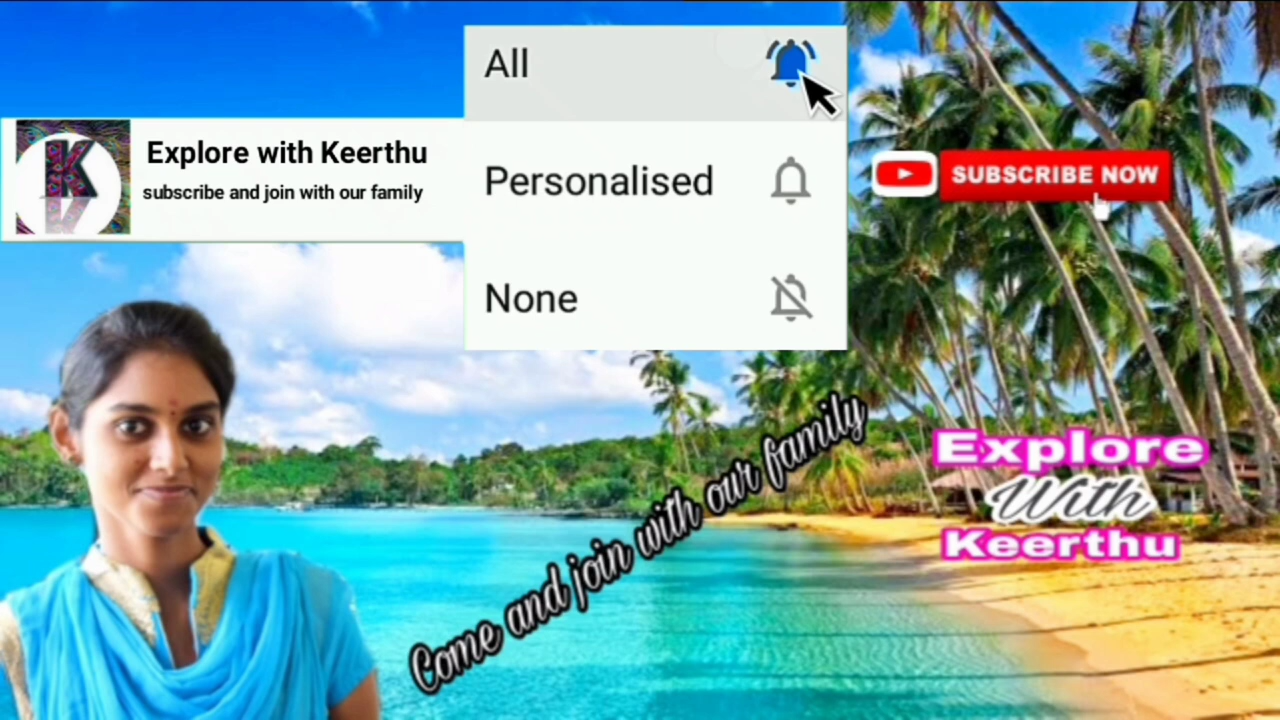 All
Explore with Keerthu
subscribe and join with our family
Personalised
None
SUBSCRIBE NOW
Come and join with our family
Explore
With
Keerthu
K